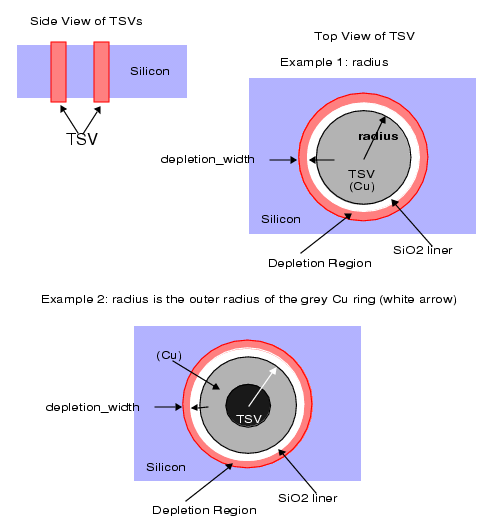 Side View of TSVs
Silicon
TSV
Top View of TSV
Example 1: radius
radius
depletion_width
TSV
(Cu)
Silicon
SiO2 liner
Depletion Region
Example 2: radius is the outer radius of the grey Cu ring (white arrow)
(Cu)
depletion_width
TSV
Silicon
SiO2 liner
Depletion Region